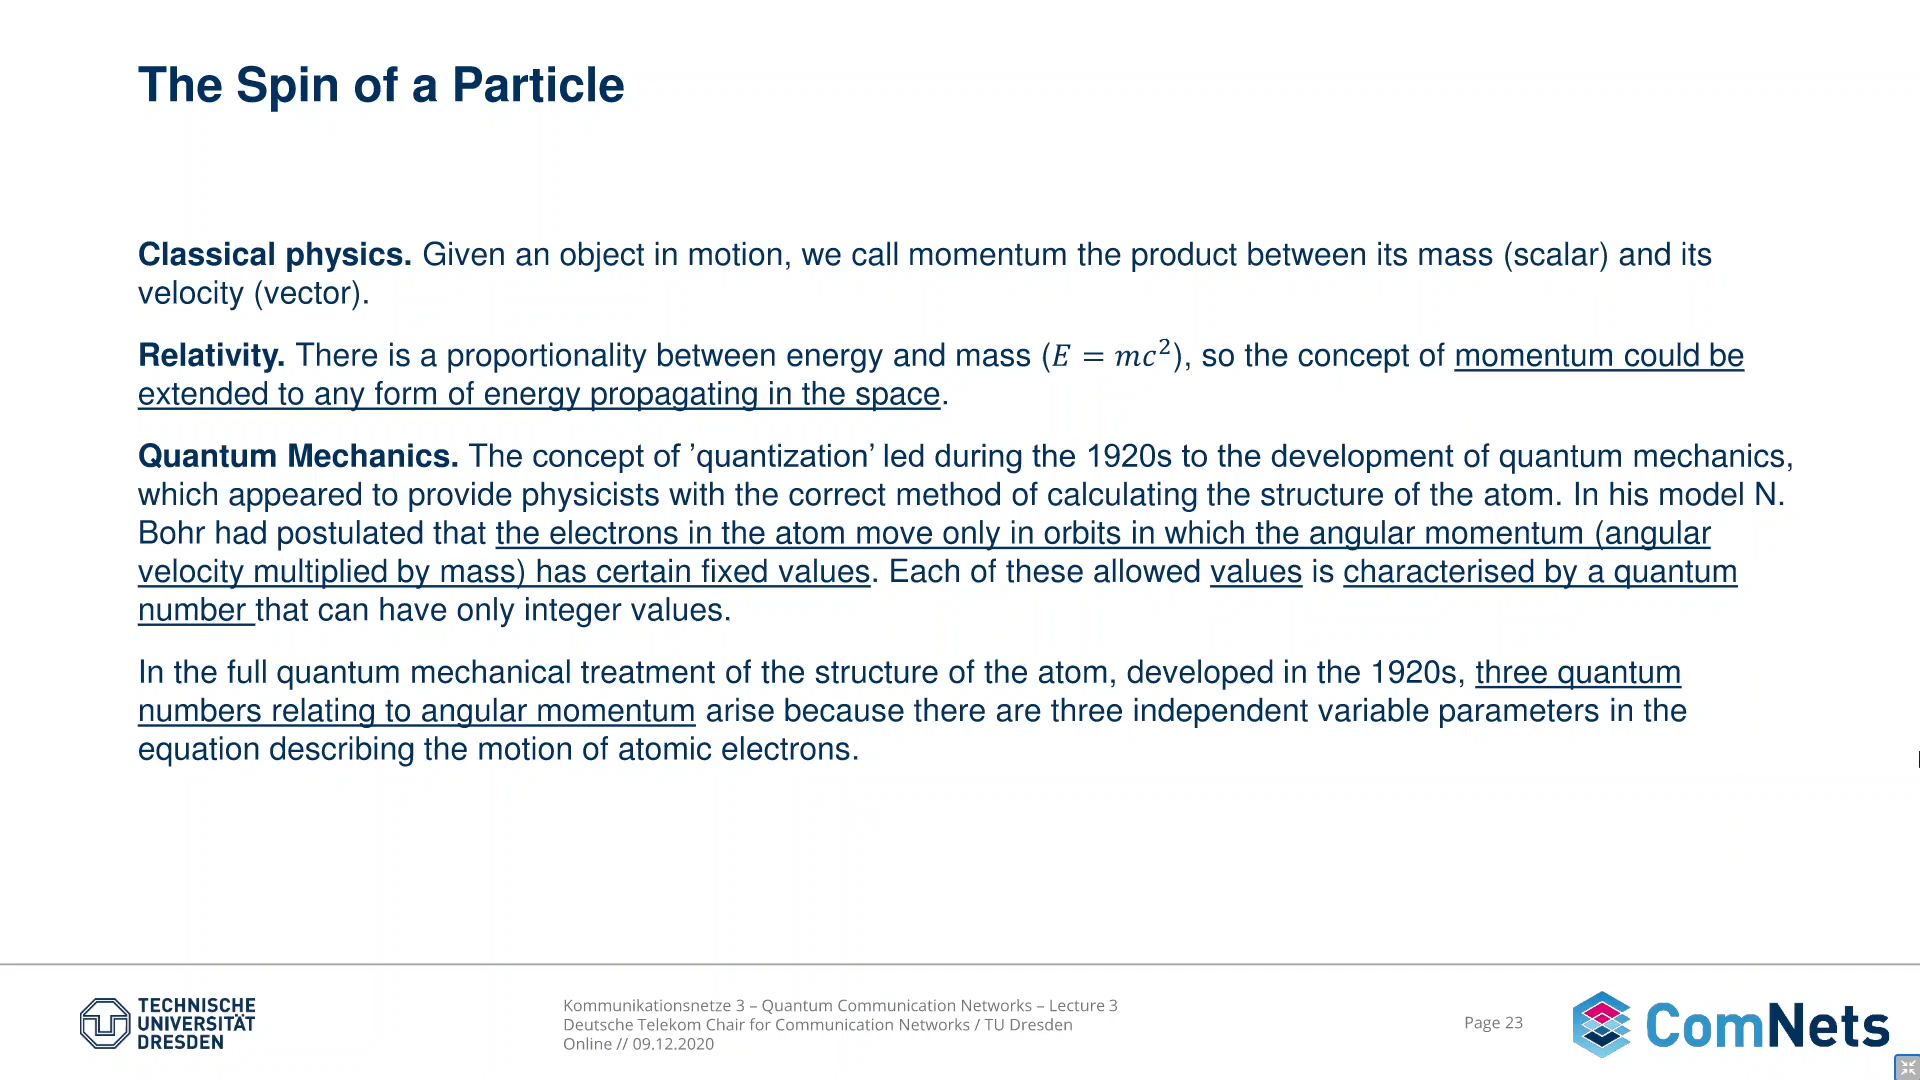 The Spin of a Particle
Classical physics. Given an object in motion, we call momentum the product between its mass (scalar) and its
velocity (vector).
Relativity. There is a proportionality between energy and mass (E = mc²), so the concept of momentum could be
extended to any form of energy propagating in the space.
Quantum Mechanics. The concept of ’quantization’ led during the 1920s to the development of quantum mechanics,
which appeared to provide physicists with the correct method of calculating the structure of the atom. In his model N.
Bohr had postulated that the electrons in the atom move only in orbits in which the angular momentum (angular
velocity multiplied by mass) has certain fixed values. Each of these allowed values is characterised by a quantum
number that can have only integer values.
In the full quantum mechanical treatment of the structure of the atom, developed in the 1920s, three quantum
numbers relating to angular momentum arise because there are three independent variable parameters in the
equation describing the motion of atomic electrons.
TECHNISCHE
UNIVERSITÄT
DRESDEN
Kommunikationsnetze 3 – Quantum Communication Networks – Lecture 3
Deutsche Telekom Chair for Communication Networks / TU Dresden
Online // 09.12.2020
Page 23
ComNets